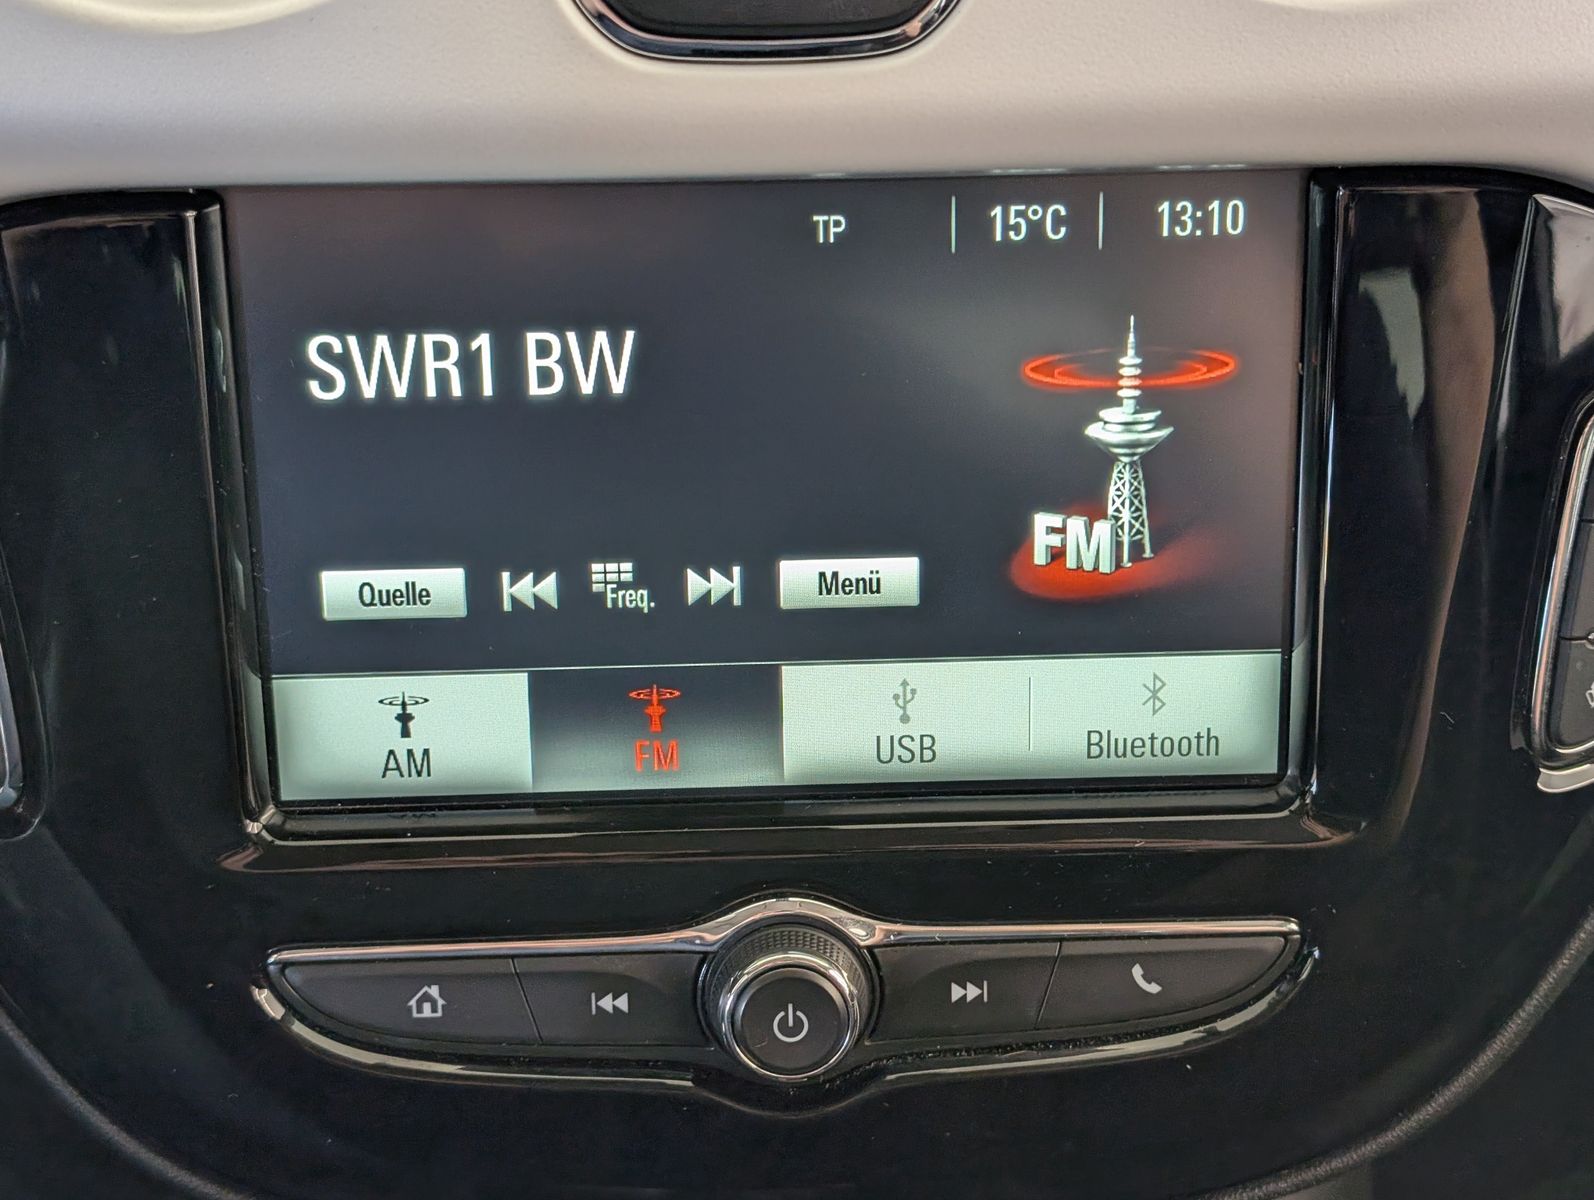 TP 15°C 13:10
SWR1 BW
FM
Quelle Freq. Menü
AM FM USB Bluetooth